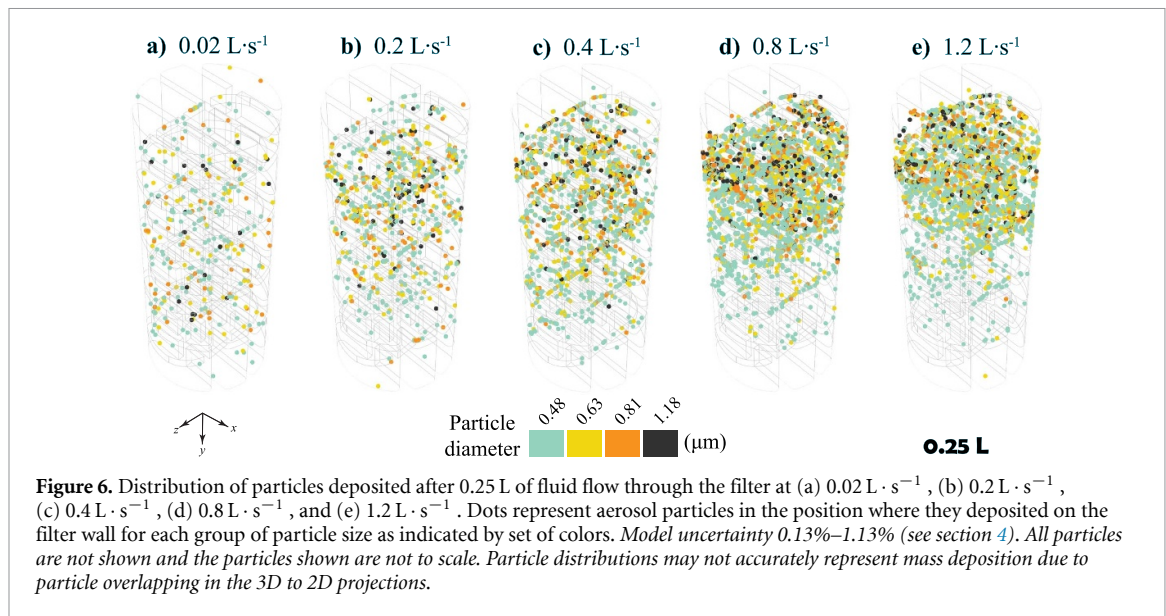 a) 0.02 L·s⁻¹ b) 0.2 L·s⁻¹ c) 0.4 L·s⁻¹ d) 0.8 L·s⁻¹ e) 1.2 L·s⁻¹
z y x
Particle diameter 0.48 0.63 0.81 1.18 (μm)
0.25 L
Figure 6. Distribution of particles deposited after 0.25 L of fluid flow through the filter at (a) 0.02 L · s⁻¹ , (b) 0.2 L · s⁻¹ ,
(c) 0.4 L · s⁻¹ , (d) 0.8 L · s⁻¹ , and (e) 1.2 L · s⁻¹ . Dots represent aerosol particles in the position where they deposited on the
filter wall for each group of particle size as indicated by set of colors. Model uncertainty 0.13%–1.13% (see section 4). All particles
are not shown and the particles shown are not to scale. Particle distributions may not accurately represent mass deposition due to
particle overlapping in the 3D to 2D projections.